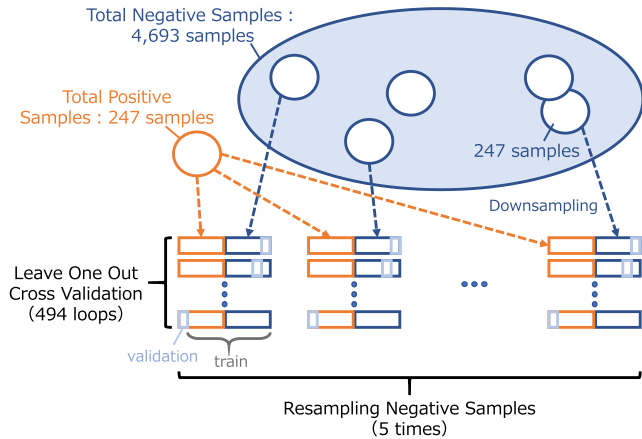 Total Negative Samples :
4,693 samples
Total Positive
Samples : 247 samples
247 samples
Downsampling
Leave One Out
Cross Validation
(494 loops)
validation
train
Resampling Negative Samples
(5 times)